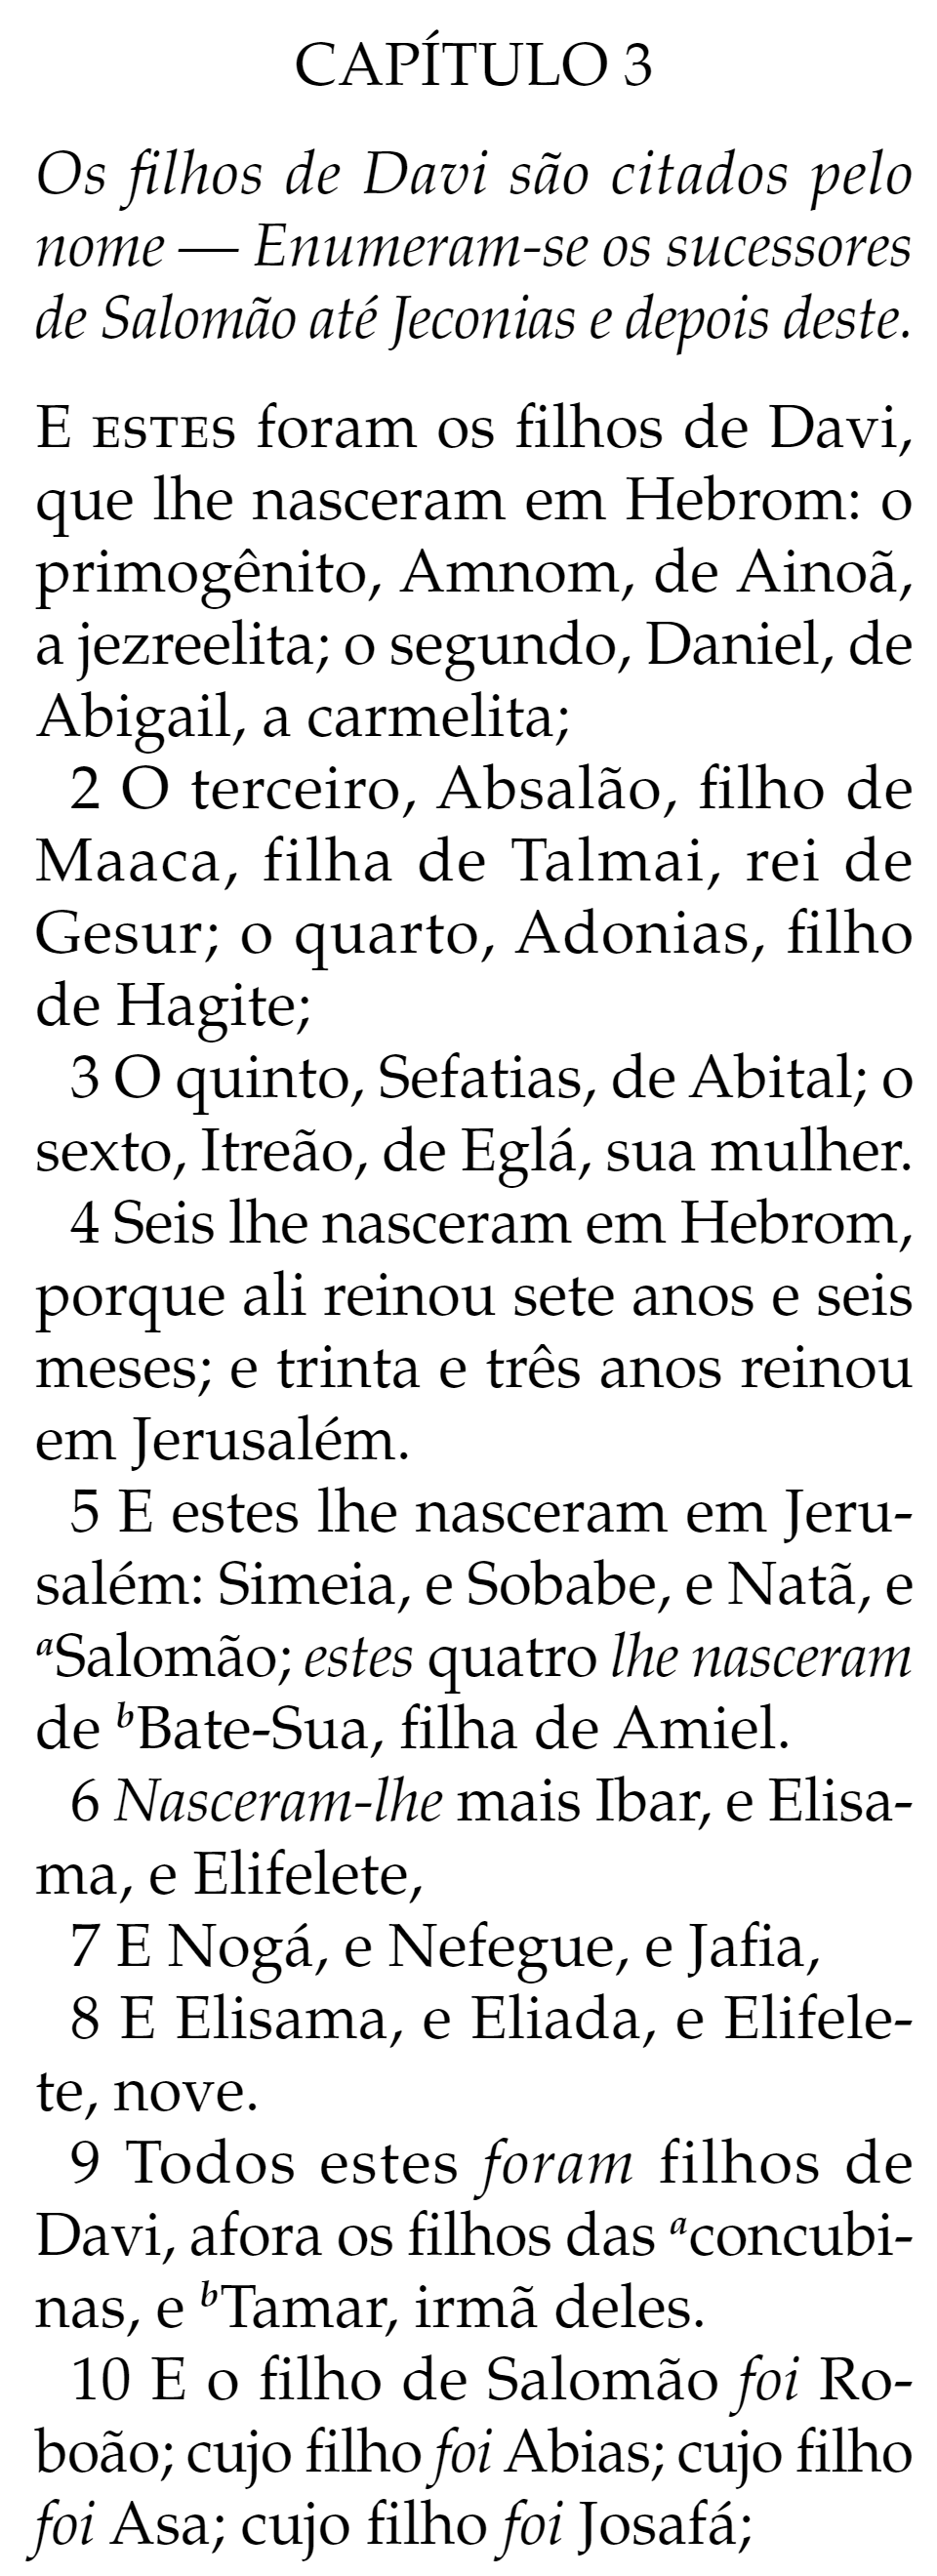 CAPÍTULO 3
Os filhos de Davi são citados pelo
nome — Enumeram-se os sucessores
de Salomão até Jeconias e depois deste.
E ESTES foram os filhos de Davi,
que lhe nasceram em Hebrom: o
primogênito, Amnom, de Ainoã,
a jezreelita; o segundo, Daniel, de
Abigail, a carmelita;
2 O terceiro, Absalão, filho de
Maaca, filha de Talmai, rei de
Gesur; o quarto, Adonias, filho
de Hagite;
3 O quinto, Sefatias, de Abital; o
sexto, Itreão, de Eglá, sua mulher.
4 Seis lhe nasceram em Hebrom,
porque ali reinou sete anos e seis
meses; e trinta e três anos reinou
em Jerusalém.
5 E estes lhe nasceram em Jeru-
salém: Simeia, e Sobabe, e Natã, e
aSalomão; estes quatro lhe nasceram
de bBate-Sua, filha de Amiel.
6 Nasceram-lhe mais Ibar, e Elisa-
ma, e Elifelete,
7 E Nogá, e Nefegue, e Jafia,
8 E Elisama, e Eliada, e Elifele-
te, nove.
9 Todos estes foram filhos de
Davi, afora os filhos das aconcubi-
nas, e bTamar, irmã deles.
10 E o filho de Salomão foi Ro-
boão; cujo filho foi Abias; cujo filho
foi Asa; cujo filho foi Josafá;